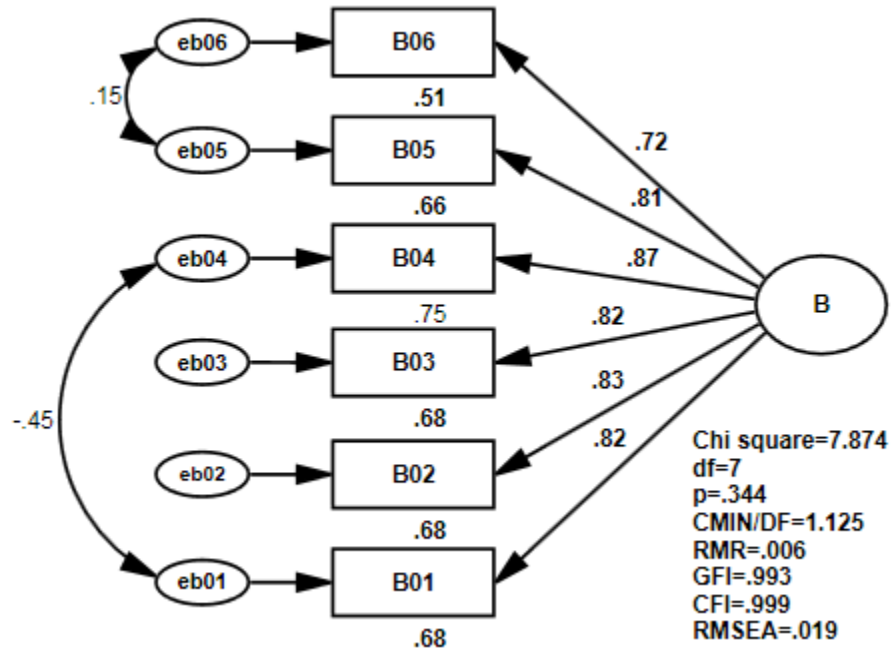 eb06
B06
.15
.51
.72
eb05
B05
.81
.66
eb04
B04
.87
B
.75
.82
eb03
B03
.83
-.45
.68
.82
eb02
B02
.68
eb01
B01
.68
Chi square=7.874
df=7
p=.344
CMIN/DF=1.125
RMR=.006
GFI=.993
CFI=.999
RMSEA=.019